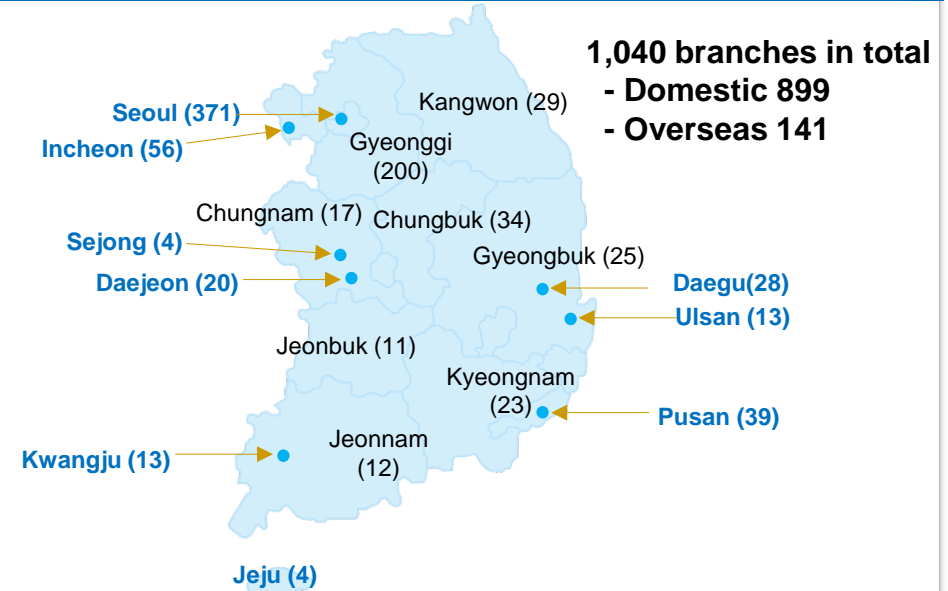 1,040 branches in total
- Domestic 899
- Overseas 141
Kangwon (29)
Seoul (371)
Incheon (56)
Gyeonggi
(200)
Chungnam (17)
Chungbuk (34)
Sejong (4)
Gyeongbuk (25)
Daejeon (20)
Daegu(28)
Ulsan (13)
Jeonbuk (11)
Kyeongnam
(23)
Pusan (39)
Jeonnam
(12)
Kwangju (13)
Jeju (4)